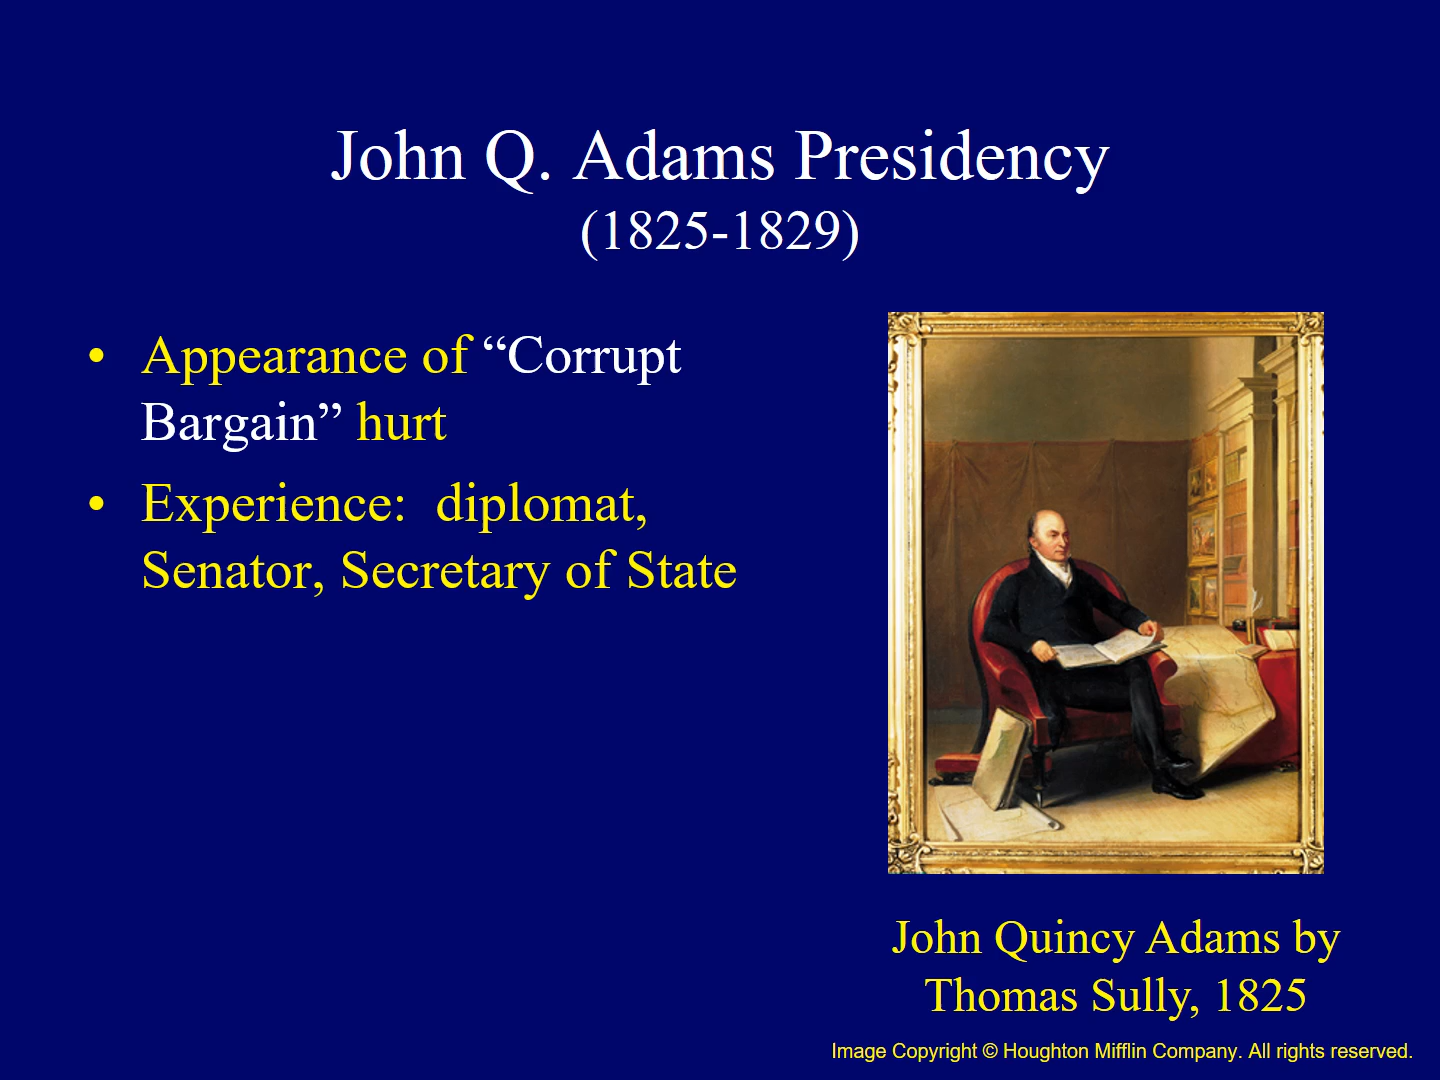 John Q. Adams Presidency
(1825-1829)
• Appearance of “Corrupt
Bargain” hurt
• Experience:  diplomat,
Senator, Secretary of State
John Quincy Adams by
Thomas Sully, 1825
Image Copyright © Houghton Mifflin Company. All rights reserved.